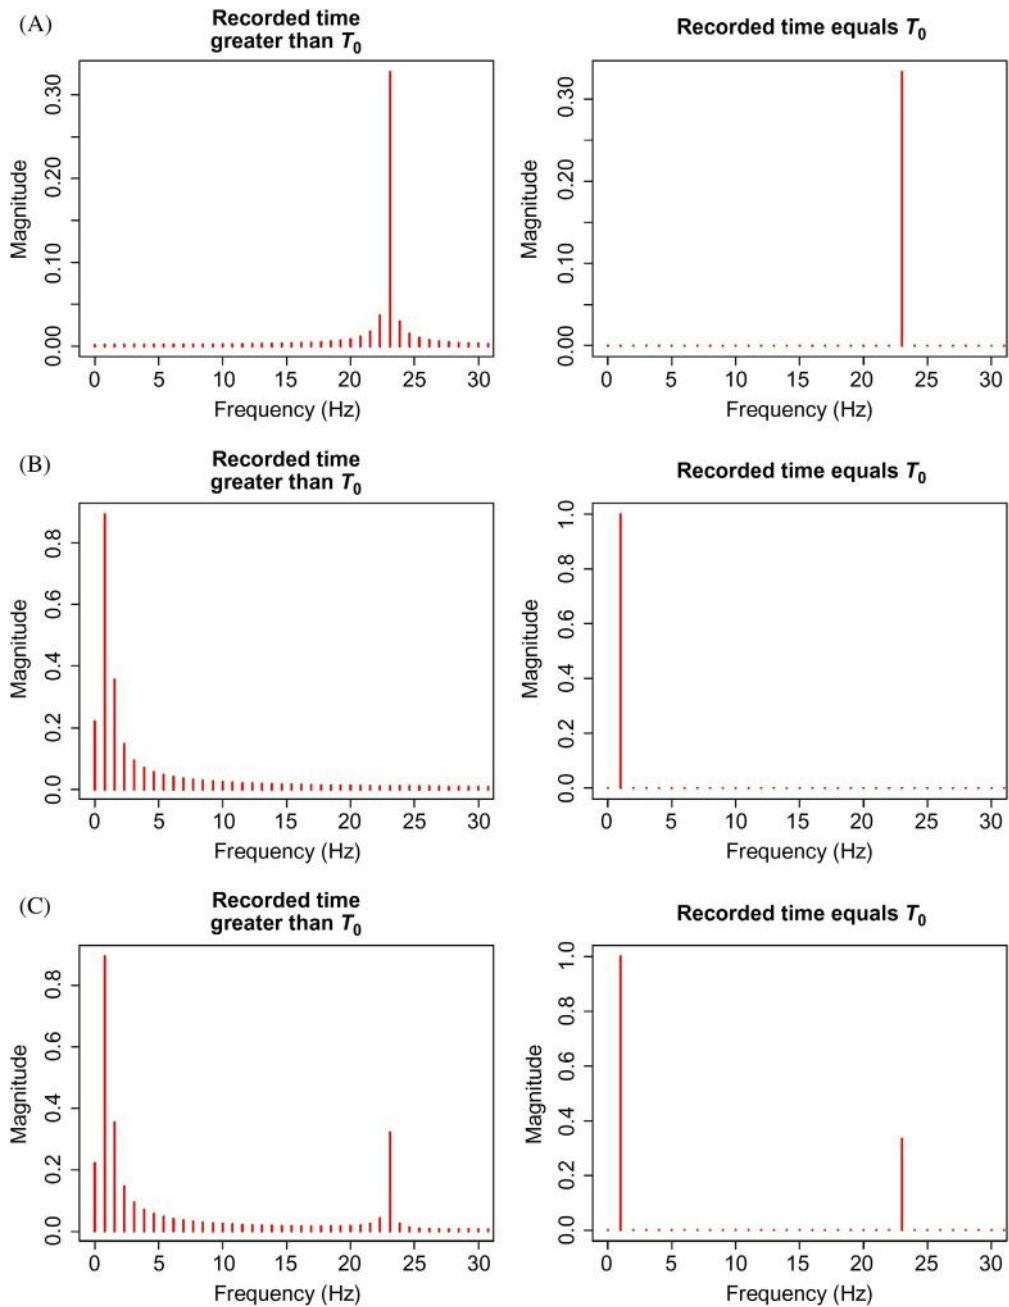 (A)
Recorded time
greater than T0
Magnitude
0.30
0.20
0.10
0.00
0 5 10 15 20 25 30
Frequency (Hz)
Recorded time equals T0
Magnitude
0.30
0.20
0.10
0.00
0 5 10 15 20 25 30
Frequency (Hz)
(B)
Recorded time
greater than T0
Magnitude
0.8
0.6
0.4
0.2
0.0
0 5 10 15 20 25 30
Frequency (Hz)
Recorded time equals T0
Magnitude
1.0
0.8
0.6
0.4
0.2
0.0
0 5 10 15 20 25 30
Frequency (Hz)
(C)
Recorded time
greater than T0
Magnitude
0.8
0.6
0.4
0.2
0.0
0 5 10 15 20 25 30
Frequency (Hz)
Recorded time equals T0
Magnitude
1.0
0.8
0.6
0.4
0.2
0.0
0 5 10 15 20 25 30
Frequency (Hz)